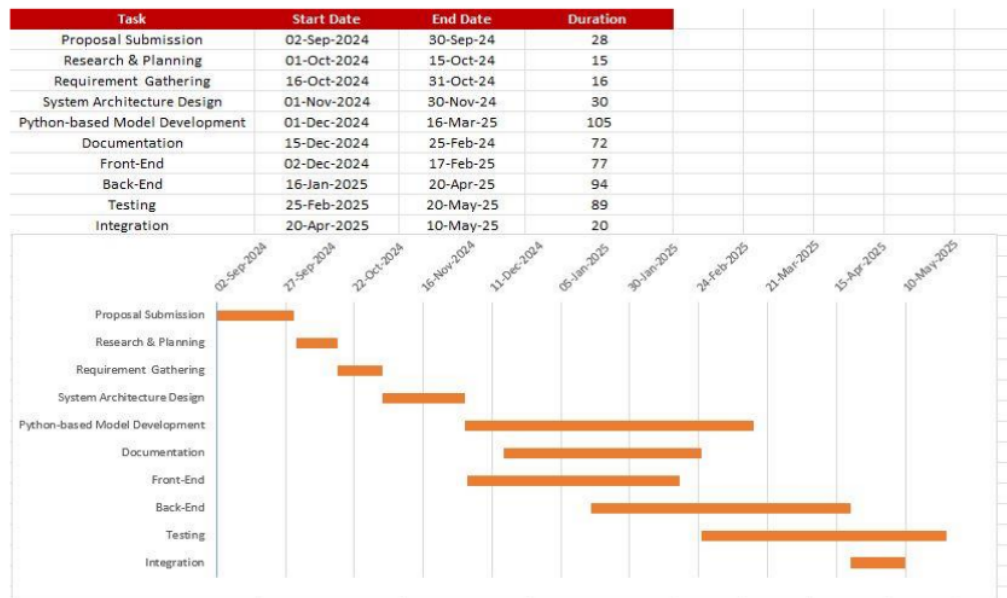 Task Start Date End Date Duration
Proposal Submission 02-Sep-2024 30-Sep-24 28
Research & Planning 01-Oct-2024 15-Oct-24 15
Requirement Gathering 16-Oct-2024 31-Oct-24 16
System Architecture Design 01-Nov-2024 30-Nov-24 30
Python-based Model Development 01-Dec-2024 16-Mar-25 105
Documentation 15-Dec-2024 25-Feb-24 72
Front-End 02-Dec-2024 17-Feb-25 77
Back-End 16-Jan-2025 20-Apr-25 94
Testing 25-Feb-2025 20-May-25 89
Integration 20-Apr-2025 10-May-25 20
02-Sep-2024 27-Sep-2024 22-Oct-2024 16-Nov-2024 11-Dec-2024 05-Jan-2025 30-Jan-2025 24-Feb-2025 21-Mar-2025 15-Apr-2025 10-May-2025
Proposal Submission
Research & Planning
Requirement Gathering
System Architecture Design
Python-based Model Development
Documentation
Front-End
Back-End
Testing
Integration